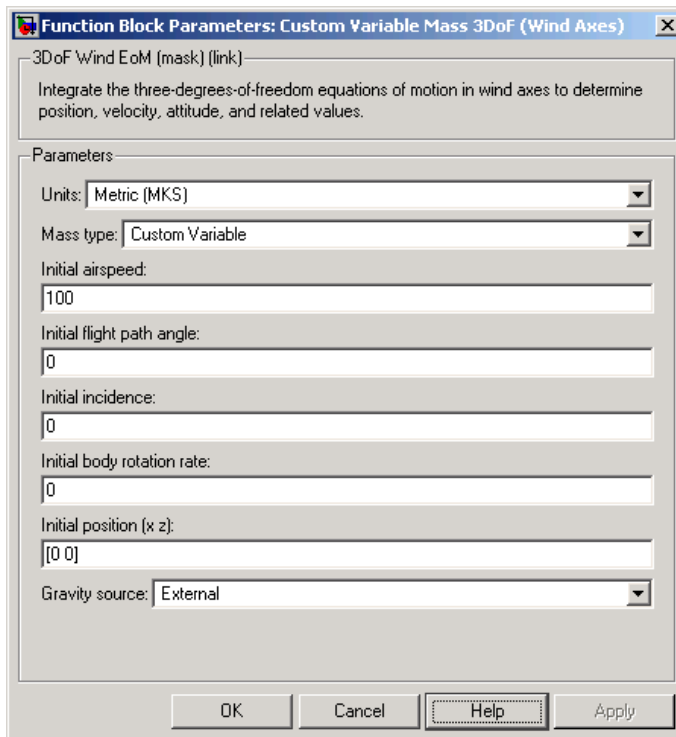 Function Block Parameters: Custom Variable Mass 3DoF (Wind Axes)
3DoF Wind EoM (mask) (link)
Integrate the three-degrees-of-freedom equations of motion in wind axes to determine
position, velocity, attitude, and related values.
Parameters
Units: Metric (MKS)
Mass type: Custom Variable
Initial airspeed:
100
Initial flight path angle:
0
Initial incidence:
0
Initial body rotation rate:
0
Initial position (x z):
[0 0]
Gravity source: External
OK Cancel Help Apply